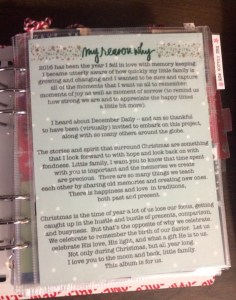 my reason why
2015 has been the year I fell in love with memory keeping.
I became utterly aware of how quickly my little family is
growing and changing and I wanted to be sure and capture
all of the moments that I want us all to remember:
moments of joy as well as moment of sorrow (to remind us
how strong we are and to appreciate the happy times
a little bit more).
I heard about December Daily - and am so thankful
to have been (virtually) invited to embark on this project,
along with so many others around the globe.
The stories and spirit that surround Christmas are something
that I look forward to with hope and look back on with
fondness. Little family, I want you to know this time spent
with you is important and the memories we create
are precious. There are so many things we teach
each other by sharing old memories and creating new ones.
There is happiness and love in traditions,
both past and present.
Christmas is the time of year a lot of us lose our focus, getting
caught up in the hustle and bustle of presents, comparison,
and busyness. But that's the opposite of why we celebrate.
We celebrate to remember the birth of our Savior. Let us
celebrate His love, His light, and what a gift He is to us.
Not only during Christmas, but all year long.
I love you to the moon and back, little family.
This album is for us.